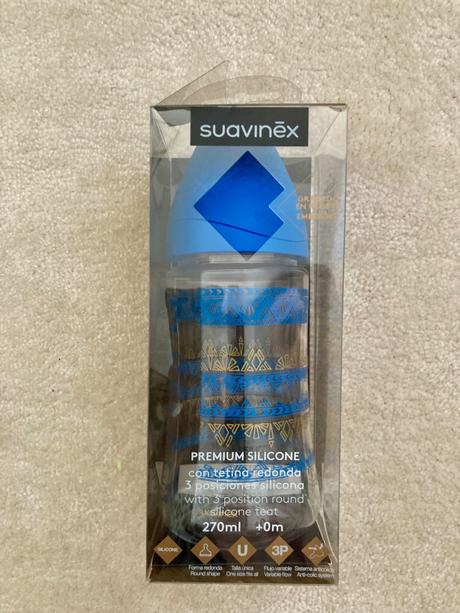 suavinēx
PREMIUM SILICONE
con tetina redonda
3 posiciones silicona
with 3 position round
silicone teat
270ml +0m
SILICONE
U
3P
Forma redonda
Round shape
Talla única
One size fits all
Flujo variable
Variable flow
Sistema anticólico
Anti-colic system